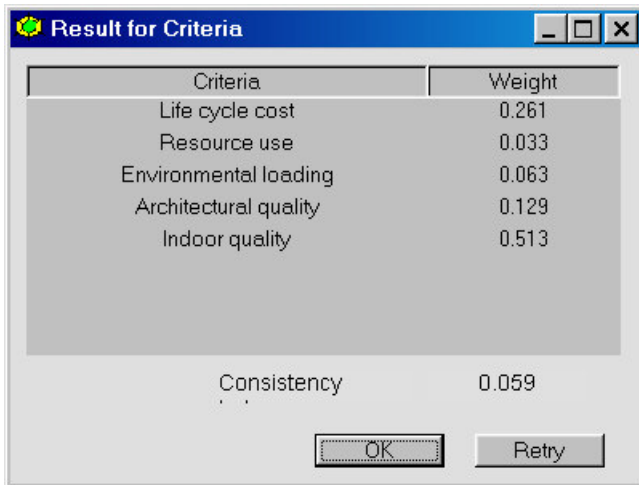 Result for Criteria
Criteria Weight
Life cycle cost 0.261
Resource use 0.033
Environmental loading 0.063
Architectural quality 0.129
Indoor quality 0.513
Consistency 0.059
OK Retry